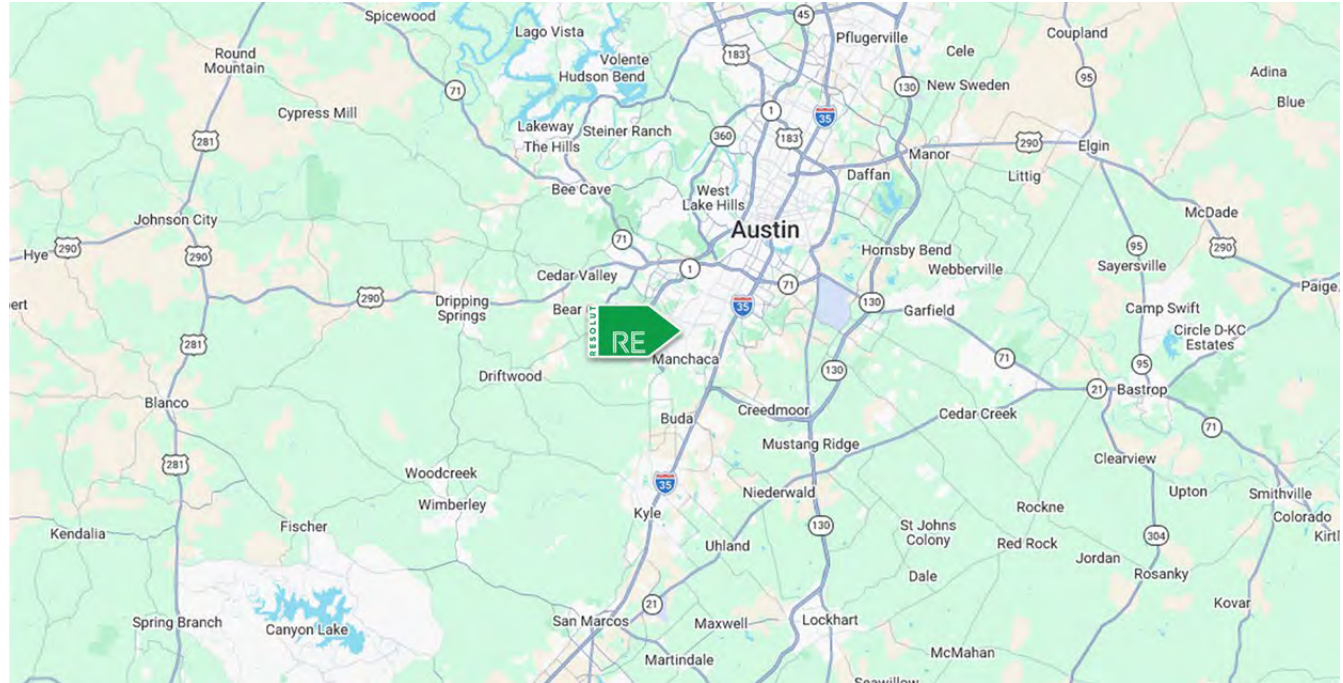 Spicewood
45
Lago Vista
Pflugerville
Coupland
Round
Mountain
183
Cele
Volente
Hudson Bend
Adina
71
130
New Sweden
95
Blue
Cypress Mill
1
35
Lakeway
Steiner Ranch
360
183
281
The Hills
290
Elgin
Manor
Daffan
Littig
Bee Cave
West
Lake Hills
Johnson City
McDade
Austin
290
Hye
290
71
Hornsby Bend
95
290
1
Webberville
Sayersville
Cedar Valley
71
Paige
290
Dripping
Springs
130
35
Garfield
Camp Swift
Bear
RESOLUT
RE
Circle D-KC
Estates
281
Manchaca
71
95
130
Driftwood
21
Bastrop
Blanco
Creedmoor
Cedar Creek
Buda
71
Mustang Ridge
281
Clearview
Woodcreek
35
Niederwald
Upton
Smithville
Wimberley
Rockne
Kyle
Colorado
Fischer
130
St Johns
Colony
Kendalia
304
Uhland
Red Rock
Jordan
Dale
Rosanky
21
Kovar
Spring Branch
Canyon Lake
San Marcos
Maxwell
Lockhart
McMahan
Martindale